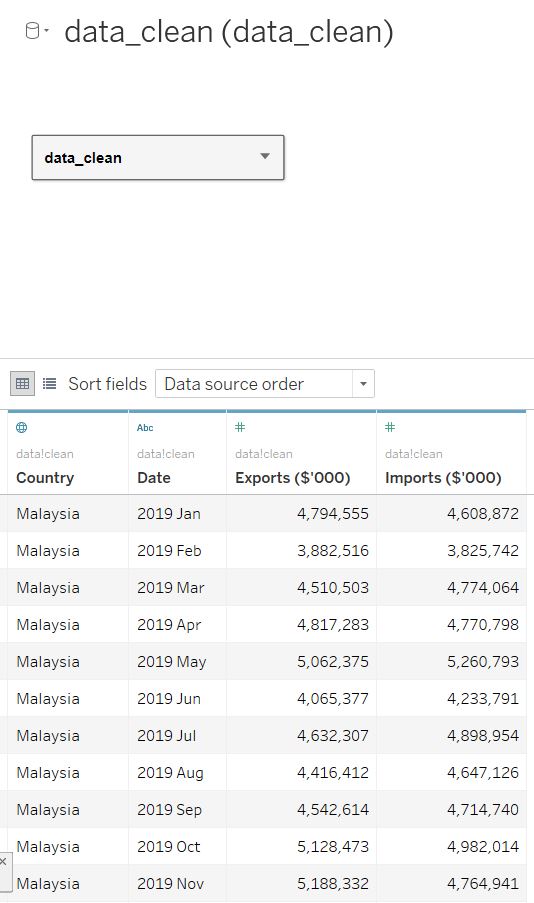 data_clean (data_clean)
data_clean
Sort fields Data source order
Abc # #
data!clean data!clean data!clean data!clean
Country Date Exports ($'000) Imports ($'000)
Malaysia 2019 Jan 4,794,555 4,608,872
Malaysia 2019 Feb 3,882,516 3,825,742
Malaysia 2019 Mar 4,510,503 4,774,064
Malaysia 2019 Apr 4,817,283 4,770,798
Malaysia 2019 May 5,062,375 5,260,793
Malaysia 2019 Jun 4,065,377 4,233,791
Malaysia 2019 Jul 4,632,307 4,898,954
Malaysia 2019 Aug 4,416,412 4,647,126
Malaysia 2019 Sep 4,542,614 4,714,740
Malaysia 2019 Oct 5,128,473 4,982,014
Malaysia 2019 Nov 5,188,332 4,764,941